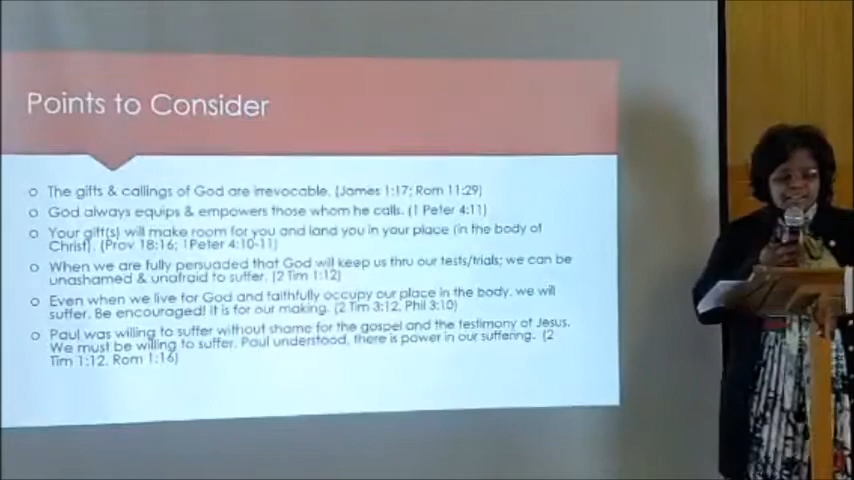 Points to Consider
The gifts & callings of God are irrevocable. (James 1:17; Rom 11:29)
God always equips & empowers those whom he calls. (1 Peter 4:11)
Your gift(s) will make room for you and land you in your place (in the body of
Christ). (Prov 18:16; 1Peter 4:10-11)
When we are fully persuaded that God will keep us thru our tests/trials; we can be
unashamed & unafraid to suffer. (2 Tim 1:12)
Even when we live for God and faithfully occupy our place in the body, we will
suffer. Be encouraged! It is for our making. (2 Tim 3:12, Phil 3:10)
Paul was willing to suffer without shame for the gospel and the testimony of Jesus.
We must be willing to suffer. Paul understood, there is power in our suffering. (2
Tim 1:12, Rom 1:16)